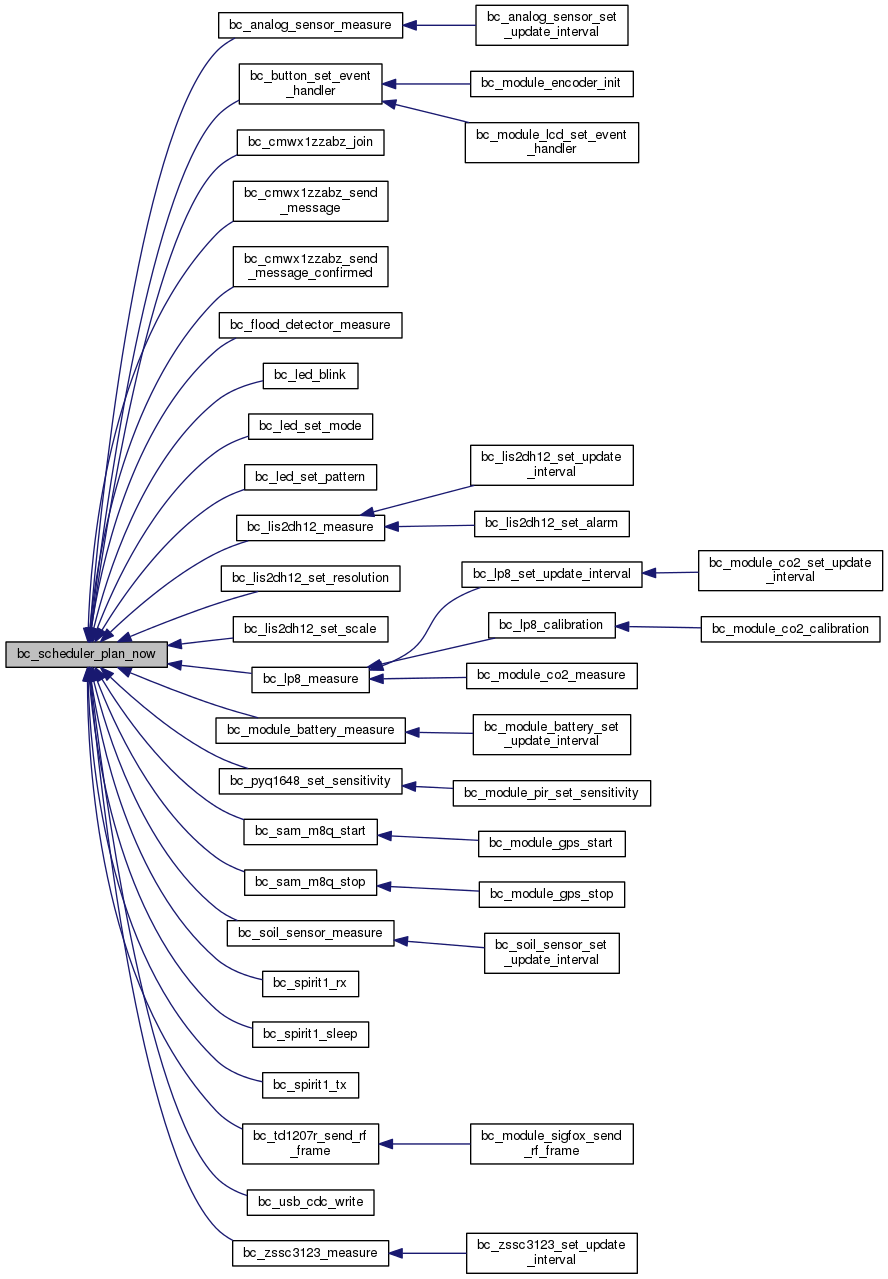 bc_scheduler_plan_now
bc_analog_sensor_measure
bc_analog_sensor_set
_update_interval
bc_button_set_event
_handler
bc_module_encoder_init
bc_module_lcd_set_event
_handler
bc_cmwx1zzabz_join
bc_cmwx1zzabz_send
_message
bc_cmwx1zzabz_send
_message_confirmed
bc_flood_detector_measure
bc_led_blink
bc_led_set_mode
bc_led_set_pattern
bc_lis2dh12_measure
bc_lis2dh12_set_update
_interval
bc_lis2dh12_set_alarm
bc_lis2dh12_set_resolution
bc_lis2dh12_set_scale
bc_lp8_measure
bc_lp8_set_update_interval
bc_module_co2_set_update
_interval
bc_lp8_calibration
bc_module_co2_calibration
bc_module_co2_measure
bc_module_battery_measure
bc_module_battery_set
_update_interval
bc_pyq1648_set_sensitivity
bc_module_pir_set_sensitivity
bc_sam_m8q_start
bc_module_gps_start
bc_sam_m8q_stop
bc_module_gps_stop
bc_soil_sensor_measure
bc_soil_sensor_set
_update_interval
bc_spirit1_rx
bc_spirit1_sleep
bc_spirit1_tx
bc_td1207r_send_rf
_frame
bc_module_sigfox_send
_rf_frame
bc_usb_cdc_write
bc_zssc3123_measure
bc_zssc3123_set_update
_interval